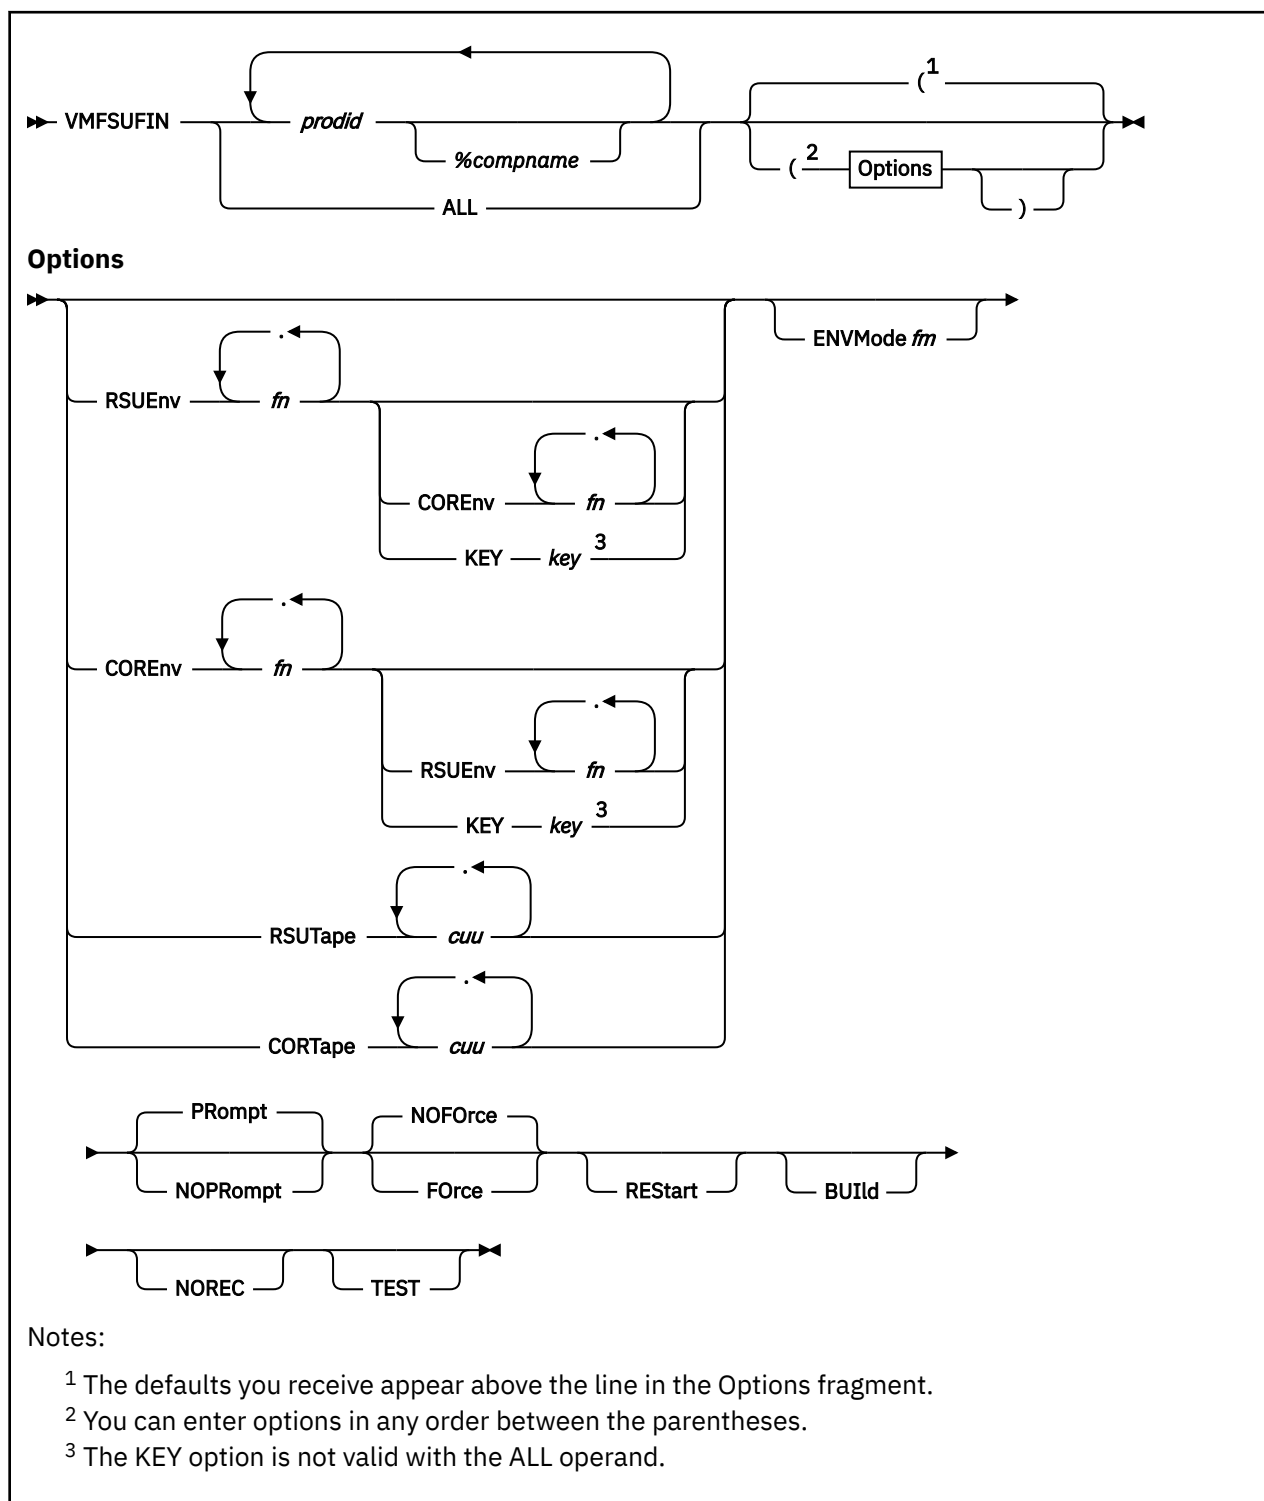 ( 1
VMFSUFIN prodid
%compname
ALL
( 2 Options
)
Options
ENVMode fm
.
RSUEnv fn
.
COREnv fn
KEY key 3
.
COREnv fn
.
RSUEnv fn
KEY key 3
.
RSUTape cuu
.
CORTape cuu
PRompt NOFOrce
NOPRompt FOrce REStart BUIld
NOREC TEST
Notes:
1 The defaults you receive appear above the line in the Options fragment.
2 You can enter options in any order between the parentheses.
3 The KEY option is not valid with the ALL operand.